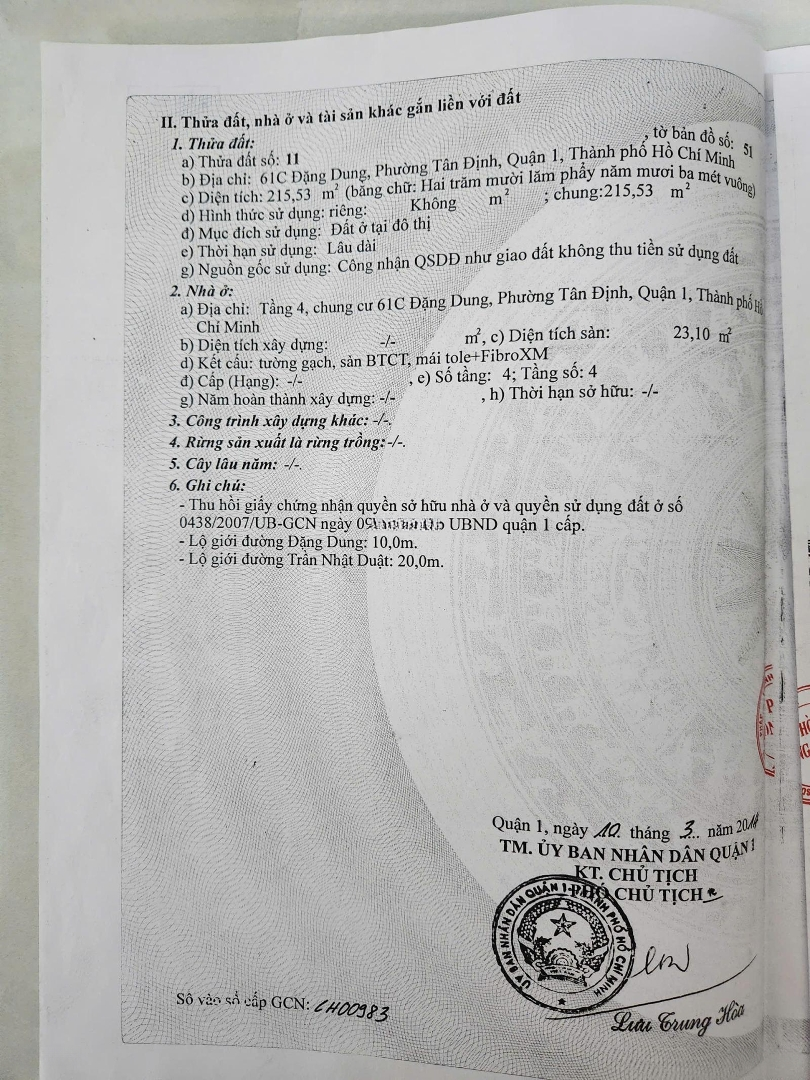 II. Thửa đất, nhà ở và tài sản khác gắn liền với đất
1. Thửa đất:
a) Thửa đất số: 11 , tờ bản đồ số: 51
b) Địa chỉ: 61C Đặng Dung, Phường Tân Định, Quận 1, Thành phố Hồ Chí Minh
c) Diện tích: 215,53 m² (bằng chữ: Hai trăm mười lăm phẩy năm mươi ba mét vuông)
d) Hình thức sử dụng: riêng: Không m² ; chung:215,53 m²
đ) Mục đích sử dụng: Đất ở tại đô thị
e) Thời hạn sử dụng: Lâu dài
g) Nguồn gốc sử dụng: Công nhận QSDĐ như giao đất không thu tiền sử dụng đất
2. Nhà ở:
a) Địa chỉ: Tầng 4, chung cư 61C Đặng Dung, Phường Tân Định, Quận 1, Thành phố Hồ
Chí Minh
b) Diện tích xây dựng: -/- m², c) Diện tích sàn: 23,10 m²
d) Kết cấu: tường gạch, sàn BTCT, mái tole+FibroXM
đ) Cấp (Hạng): -/- , e) Số tầng: 4; Tầng số: 4
g) Năm hoàn thành xây dựng: -/- , h) Thời hạn sở hữu: -/-
3. Công trình xây dựng khác: -/-.
4. Rừng sản xuất là rừng trồng:-/-.
5. Cây lâu năm: -/-.
6. Ghi chú:
- Thu hồi giấy chứng nhận quyền sở hữu nhà ở và quyền sử dụng đất ở số
0438/2007/UB-GCN ngày UBND quận 1 cấp.
- Lộ giới đường Đặng Dung: 10,0m.
- Lộ giới đường Trần Nhật Duật: 20,0m.
Quận 1, ngày 10 tháng 3 năm
TM. ỦY BAN NHÂN DÂN QUẬN 1
KT. CHỦ TỊCH
PHÓ CHỦ TỊCH
ỦY BAN NHÂN DÂN QUẬN 1-THÀNH PHỐ HỒ CHÍ MINH
Số vào sổ cấp GCN: CH00983
Lưu Trung Hòa